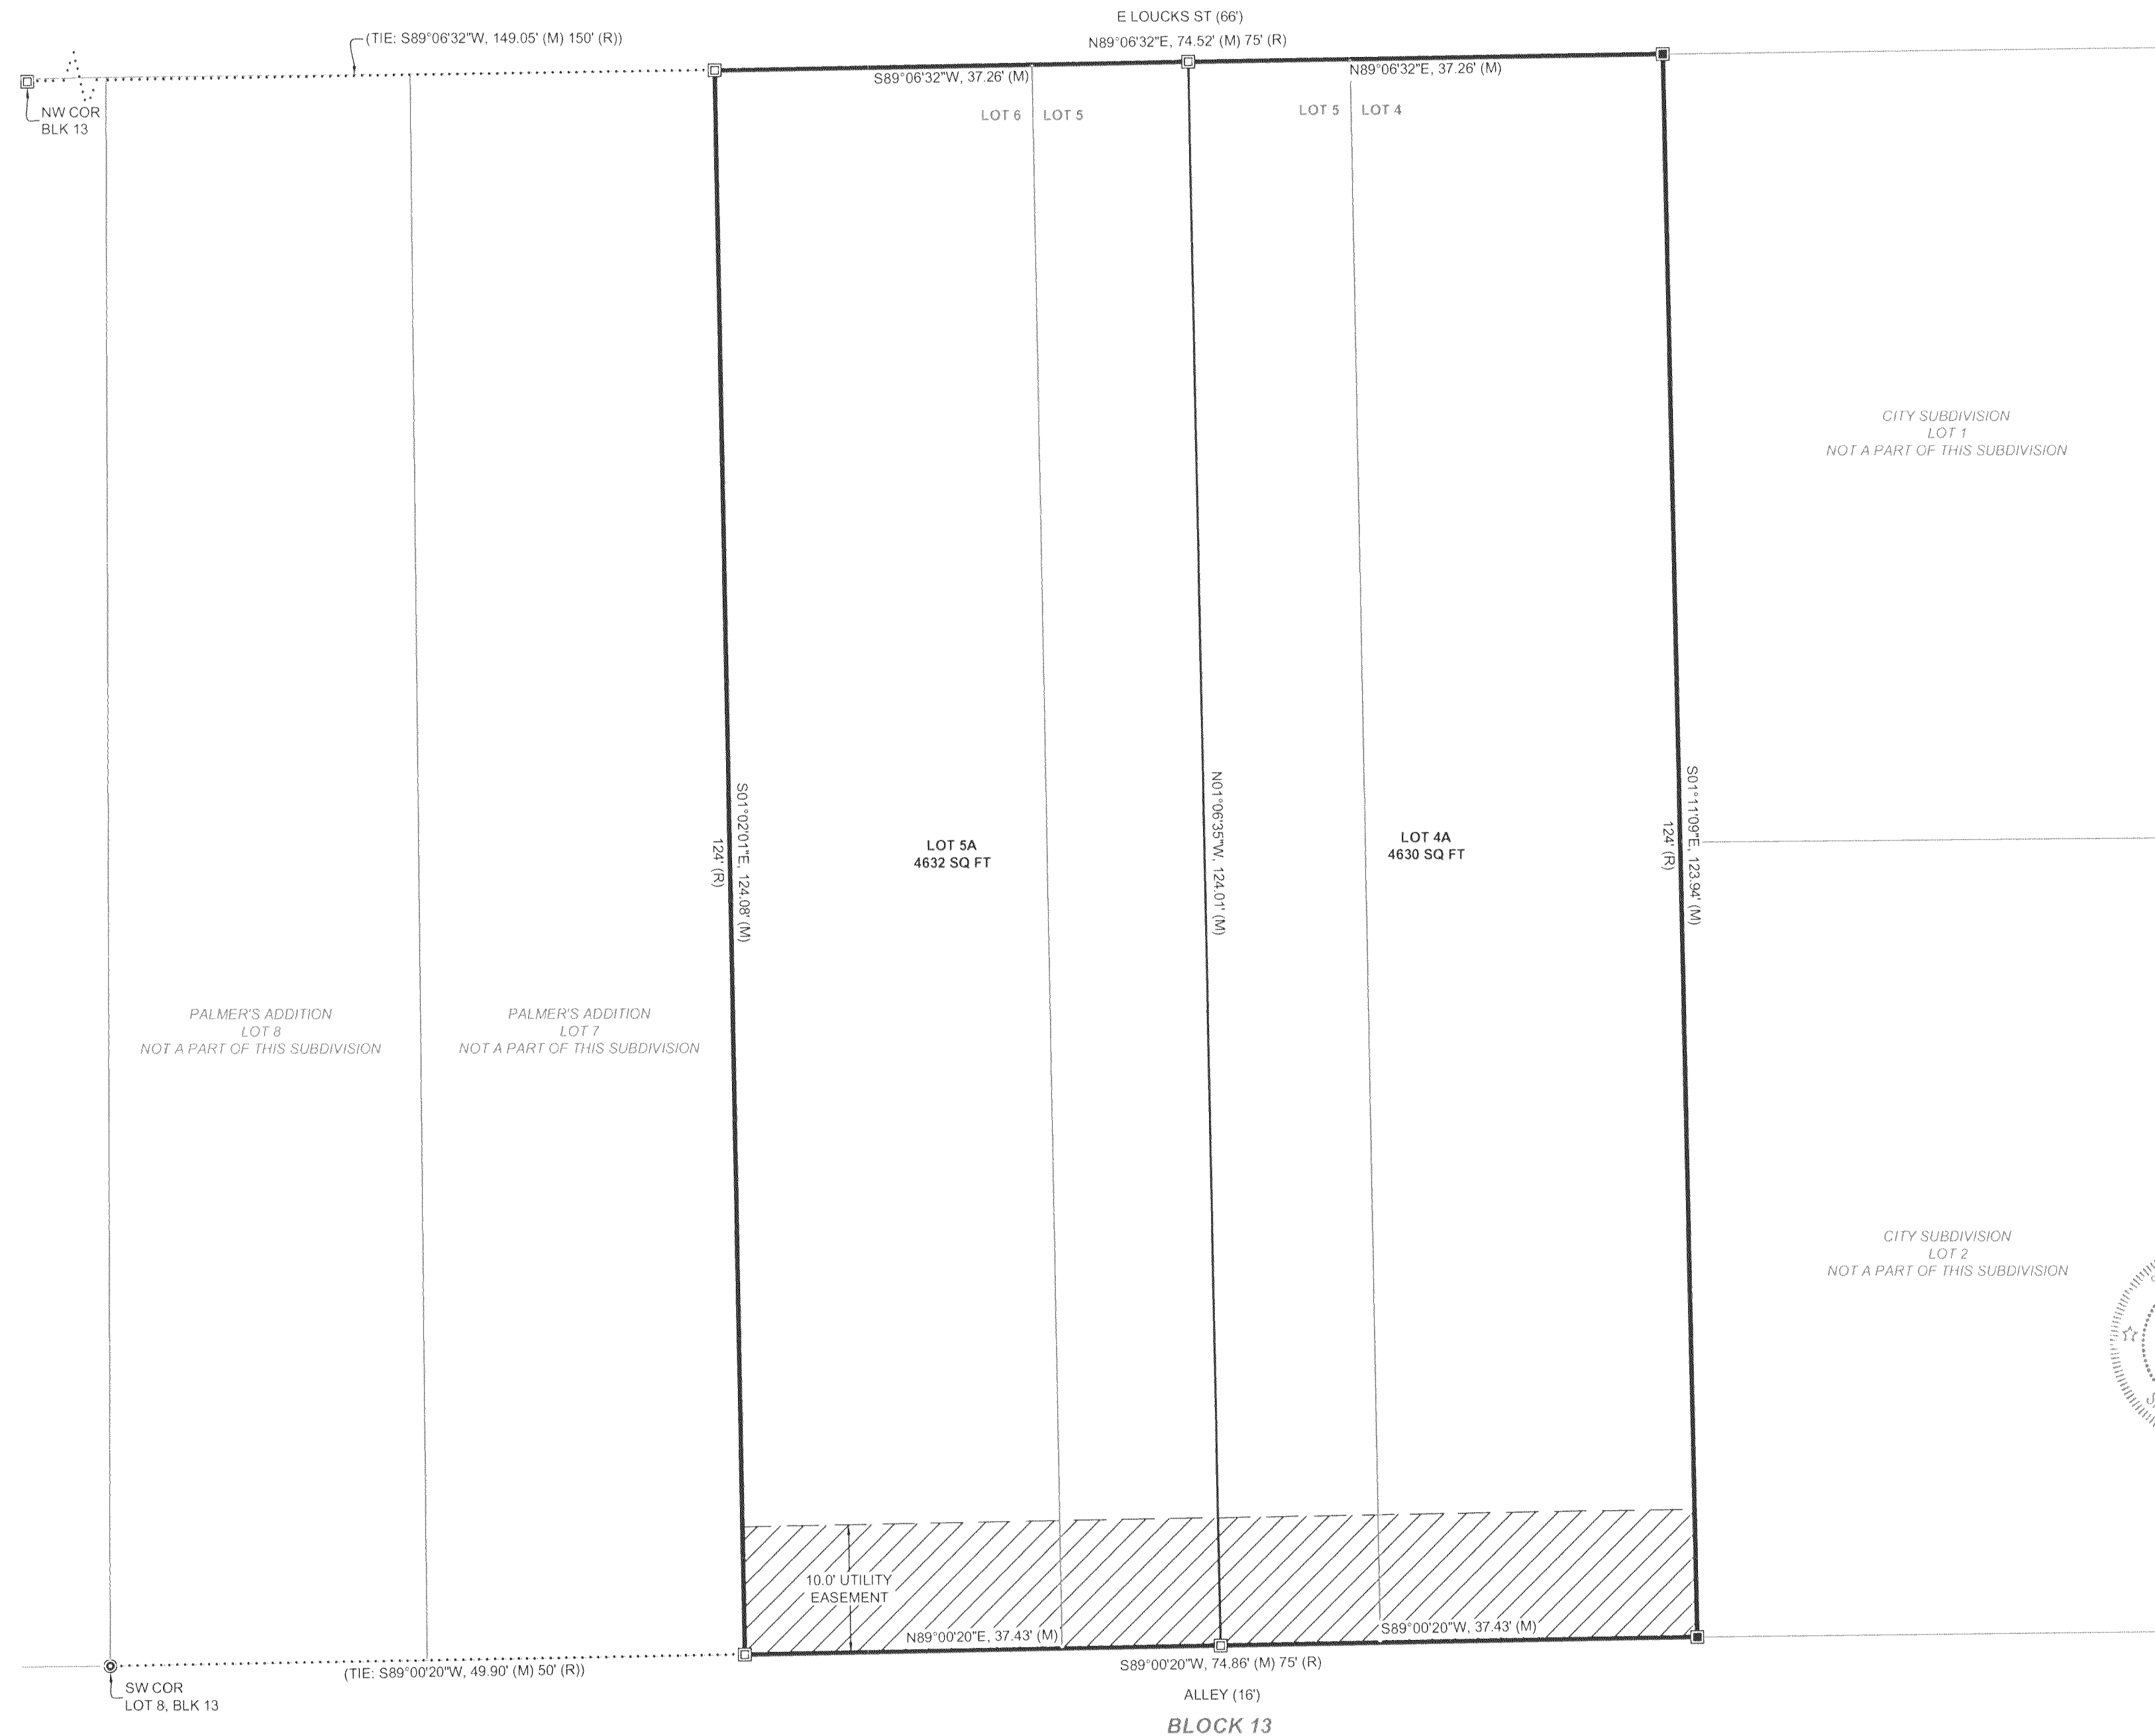 E LOUCKS ST (66')
(TIE: S89°06'32"W, 149.05' (M) 150' (R))
N89°06'32"E, 74.52' (M) 75' (R)
S89°06'32"W, 37.26' (M)
N89°06'32"E, 37.26' (M)
NW COR
BLK 13
LOT 6
LOT 5
LOT 5
LOT 4
CITY SUBDIVISION
LOT 1
NOT A PART OF THIS SUBDIVISION
S01°02'01"E, 124.08' (M)
124' (R)
LOT 5A
4632 SQ FT
N01°06'35"W, 124.01' (M)
LOT 4A
4630 SQ FT
S01°11'09"E, 123.94' (M)
124' (R)
PALMER'S ADDITION
LOT 8
NOT A PART OF THIS SUBDIVISION
PALMER'S ADDITION
LOT 7
NOT A PART OF THIS SUBDIVISION
CITY SUBDIVISION
LOT 2
NOT A PART OF THIS SUBDIVISION
10.0' UTILITY
EASEMENT
N89°00'20"E, 37.43' (M)
S89°00'20"W, 37.43' (M)
(TIE: S89°00'20"W, 49.90' (M) 50' (R))
S89°00'20"W, 74.86' (M) 75' (R)
SW COR
LOT 8, BLK 13
ALLEY (16')
BLOCK 13